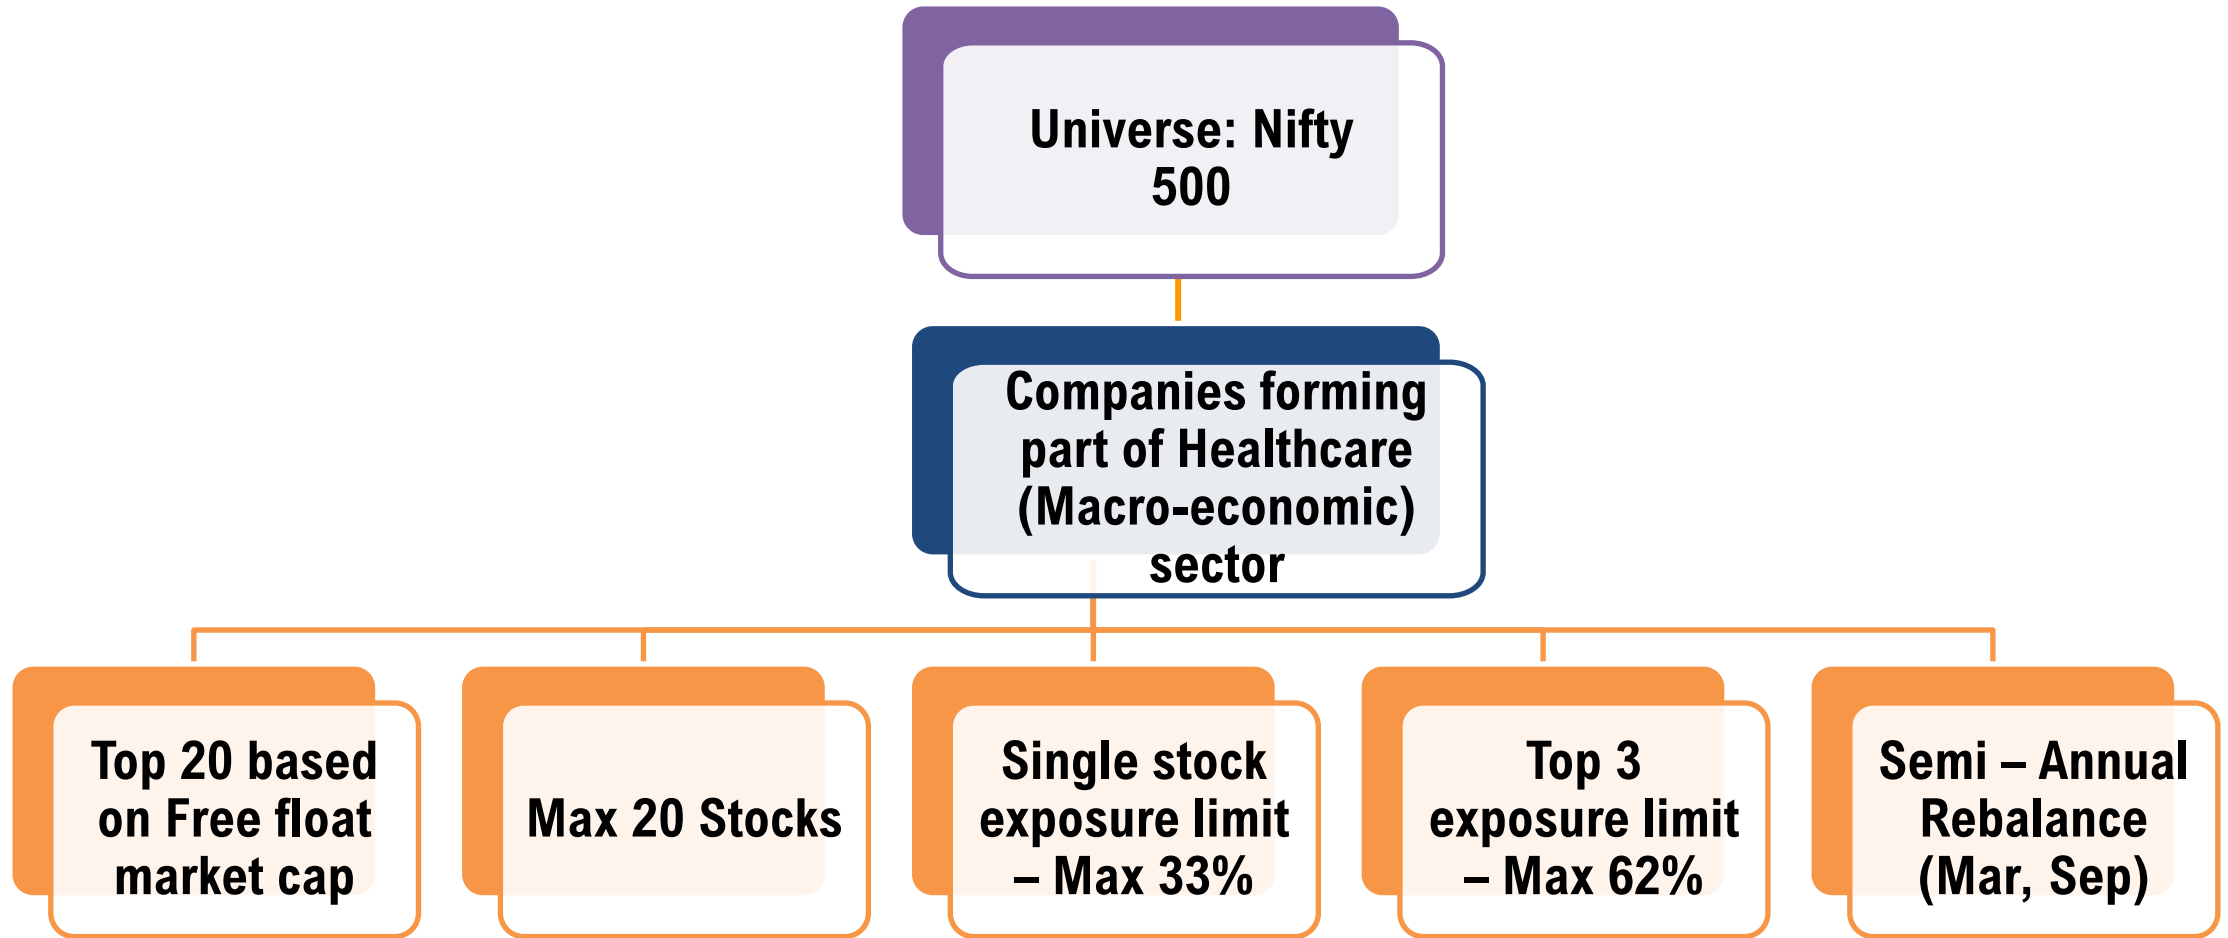 Universe: Nifty
500
Companies forming
part of Healthcare
(Macro-economic)
sector
Top 20 based
on Free float
market cap
Max 20 Stocks
Single stock
exposure limit
– Max 33%
Top 3
exposure limit
– Max 62%
Semi – Annual
Rebalance
(Mar, Sep)